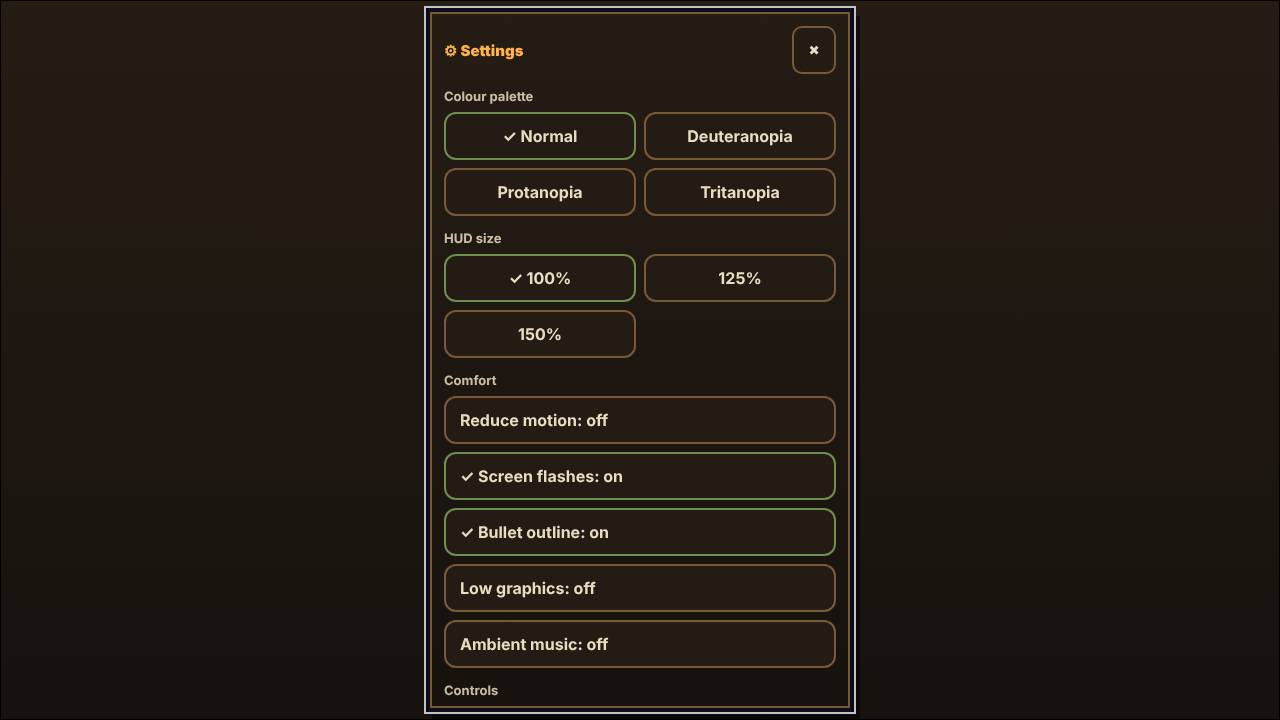 ⚙ Settings
✖
Colour palette
✓ Normal
Deuteranopia
Protanopia
Tritanopia
HUD size
✓ 100%
125%
150%
Comfort
Reduce motion: off
✓ Screen flashes: on
✓ Bullet outline: on
Low graphics: off
Ambient music: off
Controls